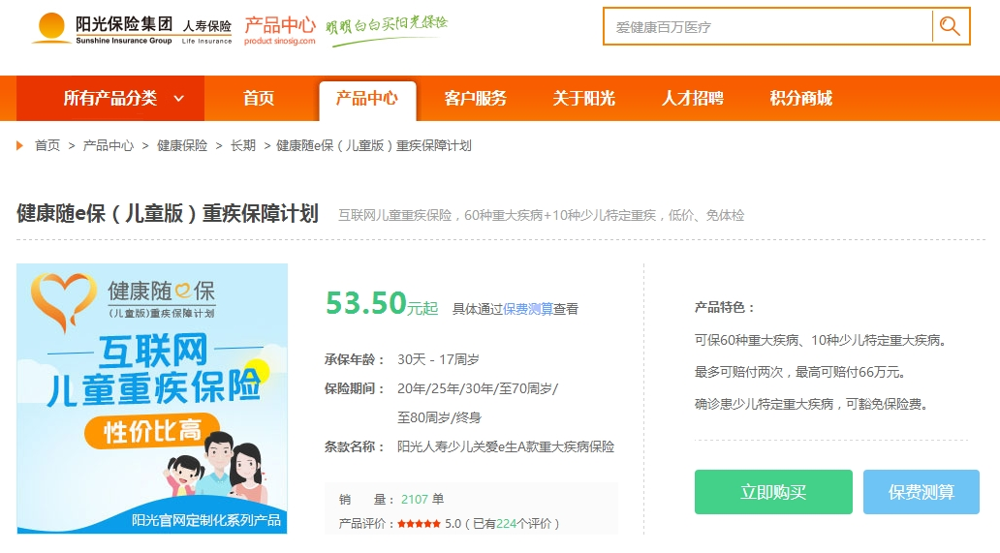 阳光保险集团 人寿保险 产品中心 明明白白买阳光保险
Sunshine Insurance Group Life Insurance product sinosig.com
爱健康百万医疗
所有产品分类 首页 产品中心 客户服务 关于阳光 人才招聘 积分商城
首页 > 产品中心 > 健康保险 > 长期 > 健康随e保（儿童版）重疾保障计划
健康随e保（儿童版）重疾保障计划 互联网儿童重疾保险，60种重大疾病+10种少儿特定重疾，低价、免体检
健康随e保
(儿童版)重疾保障计划
互联网
儿童重疾保险
性价比高
阳光官网定制化系列产品
53.50元起 具体通过保费测算查看
承保年龄： 30天 - 17周岁
保险期间： 20年/25年/30年/至70周岁/
至80周岁/终身
条款名称： 阳光人寿少儿关爱e生A款重大疾病保险
销 量： 2107 单
产品评价：★★★★★ 5.0（已有224个评价）
产品特色：
可保60种重大疾病、10种少儿特定重大疾病。
最多可赔付两次，最高可赔付66万元。
确诊患少儿特定重大疾病，可豁免保险费。
立即购买 保费测算